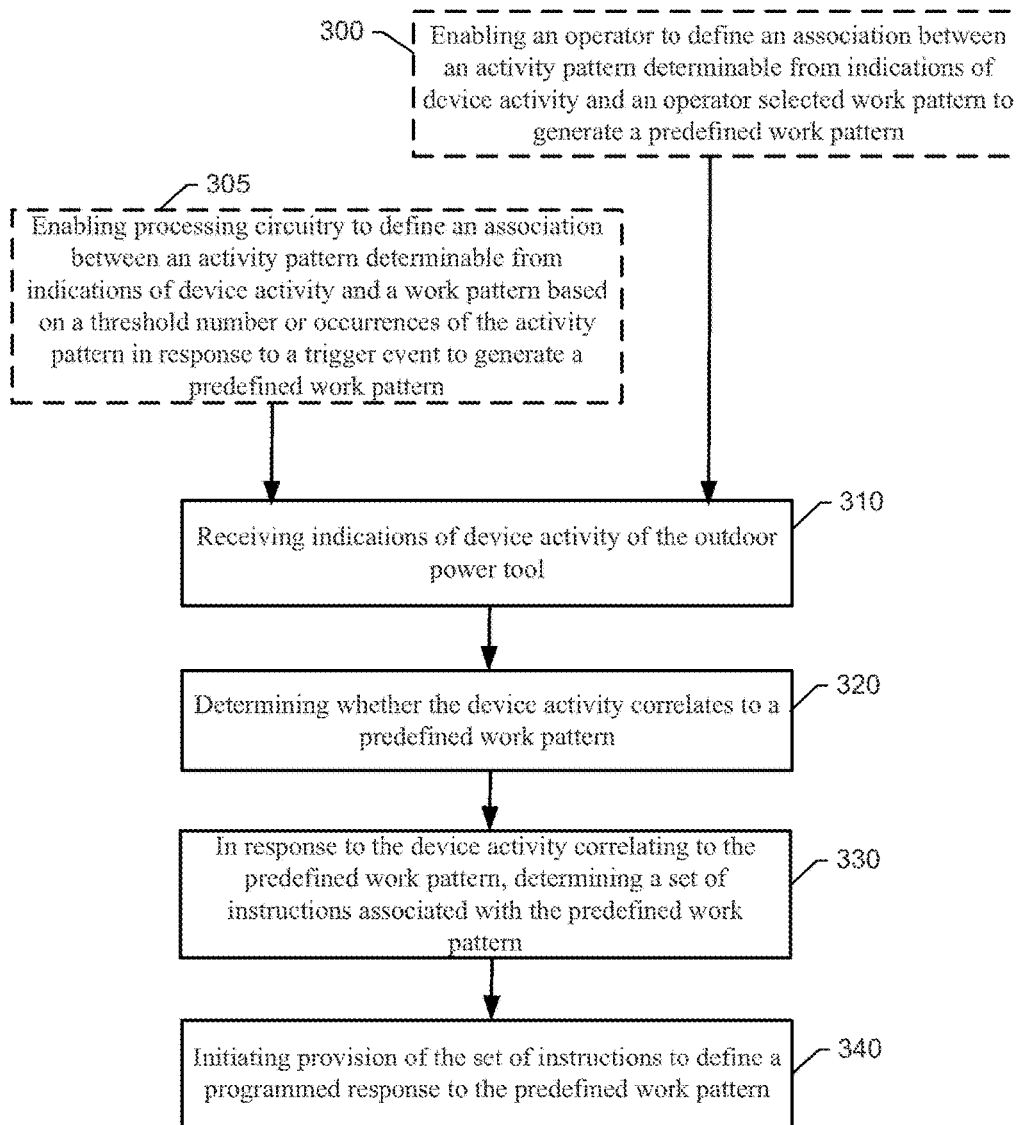 300
Enabling an operator to define an association between
an activity pattern determinable from indications of
device activity and an operator selected work pattern to
generate a predefined work pattern
305
Enabling processing circuitry to define an association
between an activity pattern determinable from
indications of device activity and a work pattern based
on a threshold number or occurrences of the activity
pattern in response to a trigger event to generate a
predefined work pattern
310
Receiving indications of device activity of the outdoor
power tool
320
Determining whether the device activity correlates to a
predefined work pattern
330
In response to the device activity correlating to the
predefined work pattern, determining a set of
instructions associated with the predefined work
pattern
340
Initiating provision of the set of instructions to define a
programmed response to the predefined work pattern